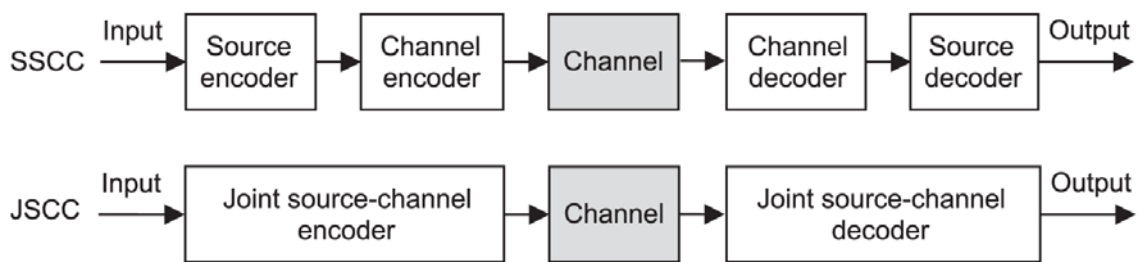 SSCC
Input
Source
encoder
Channel
encoder
Channel
Channel
decoder
Source
decoder
Output
JSCC
Input
Joint source-channel
encoder
Channel
Joint source-channel
decoder
Output